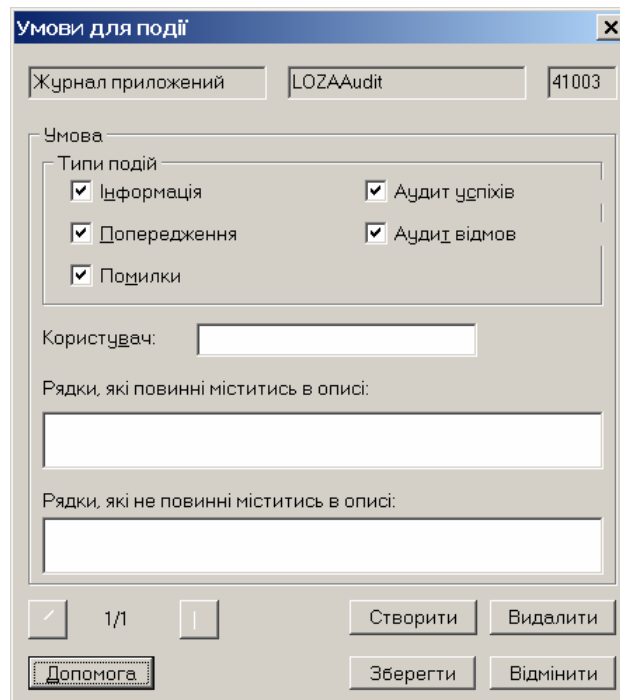 Умови для події
Журнал приложений LOZAAudit 41003
Умова
Типи подій
Інформація Аудит успіхів
Попередження Аудит відмов
Помилки
Користувач:
Рядки, які повинні міститись в описі:
Рядки, які не повинні міститись в описі:
1/1 Створити Видалити
Допомога Зберегти Відмінити